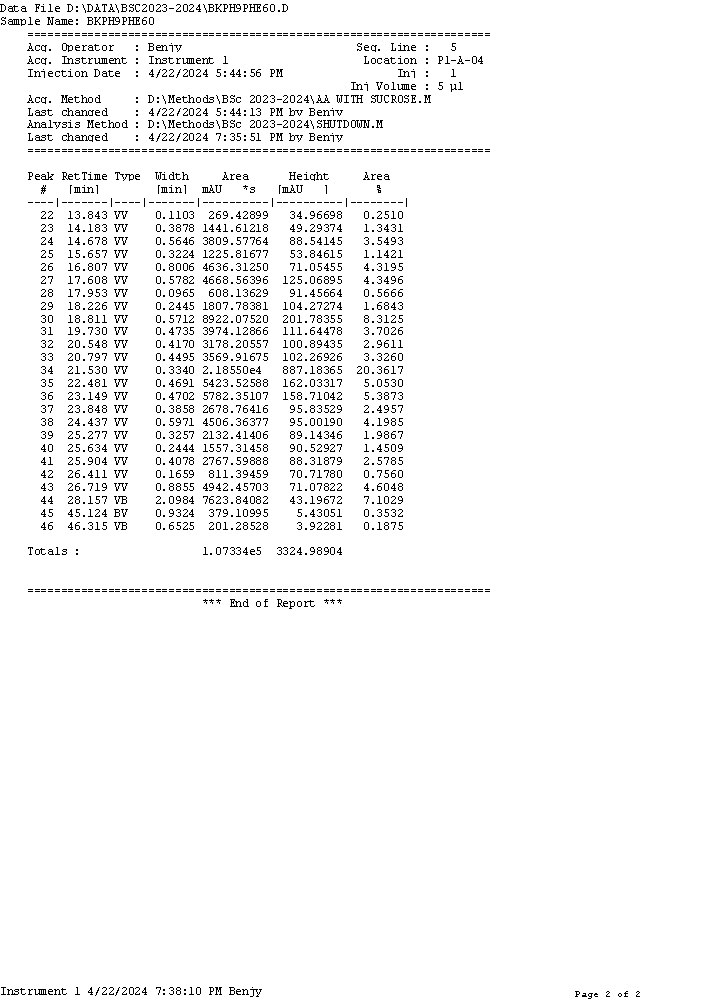 Data File D:\DATA\BSC2023-2024\BKPH9PHE60.D
Sample Name: BKPH9PHE60
=====================================================================
Acq. Operator   : Benjy                          Seq. Line :   5
Acq. Instrument : Instrument 1                    Location : P1-A-04
Injection Date  : 4/22/2024 5:44:56 PM                 Inj :   1
Inj Volume : 5 µl
Acq. Method     : D:\Methods\BSc 2023-2024\AA WITH SUCROSE.M
Last changed    : 4/22/2024 5:44:13 PM by Benjy
Analysis Method : D:\Methods\BSc 2023-2024\SHUTDOWN.M
Last changed    : 4/22/2024 7:35:51 PM by Benjy
=====================================================================
Peak RetTime Type  Width     Area      Height     Area
#   [min]        [min]  mAU   *s   [mAU   ]      %
----|-------|----|-------|----------|----------|--------|
22  13.843 VV    0.1103  269.42899   34.96698   0.2510
23  14.183 VV    0.3878 1441.61218   49.29374   1.3431
24  14.678 VV    0.5646 3809.57764   88.54145   3.5493
25  15.657 VV    0.3224 1225.81677   53.84615   1.1421
26  16.807 VV    0.8006 4636.31250   71.05455   4.3195
27  17.608 VV    0.5782 4668.56396  125.06895   4.3496
28  17.953 VV    0.0965  608.13629   91.45664   0.5666
29  18.226 VV    0.2445 1807.78381  104.27274   1.6843
30  18.811 VV    0.5712 8922.07520  201.78355   8.3125
31  19.730 VV    0.4735 3974.12866  111.64478   3.7026
32  20.548 VV    0.4170 3178.20557  100.89435   2.9611
33  20.797 VV    0.4495 3569.91675  102.26926   3.3260
34  21.530 VV    0.3340 2.18550e4   887.18365  20.3617
35  22.481 VV    0.4691 5423.52588  162.03317   5.0530
36  23.149 VV    0.4702 5782.35107  158.71042   5.3873
37  23.848 VV    0.3858 2678.76416   95.83529   2.4957
38  24.437 VV    0.5971 4506.36377   95.00190   4.1985
39  25.277 VV    0.3257 2132.41406   89.14346   1.9867
40  25.634 VV    0.2444 1557.31458   90.52927   1.4509
41  25.904 VV    0.4078 2767.59888   88.31879   2.5785
42  26.411 VV    0.1659  811.39459   70.71780   0.7560
43  26.719 VV    0.8855 4942.45703   71.07822   4.6048
44  28.157 VB    2.0984 7623.84082   43.19672   7.1029
45  45.124 BV    0.9324  379.10995    5.43051   0.3532
46  46.315 VB    0.6525  201.28528    3.92281   0.1875
Totals :                  1.07334e5  3324.98904
=====================================================================
*** End of Report ***
Instrument 1 4/22/2024 7:38:10 PM Benjy
Page 2 of 2